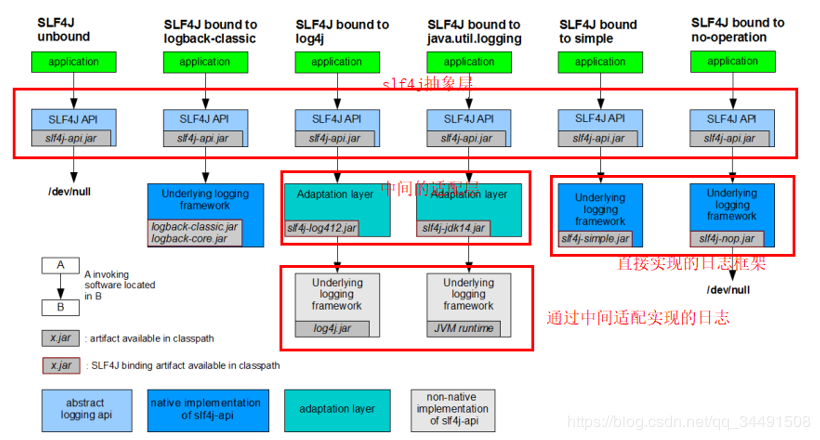 SLF4J
unbound
SLF4J bound to
logback-classic
SLF4J bound to
log4j
SLF4J bound to
java.util.logging
SLF4J bound
to simple
SLF4J bound to
no-operation
application
application
application
application
application
application
slf4j抽象层
SLF4J API
slf4j-api.jar
SLF4J API
slf4j-api.jar
SLF4J API
slf4j-api.jar
SLF4J API
slf4j-api.jar
SLF4J API
slf4j-api.jar
SLF4J API
slf4j-api.jar
/dev/null
Underlying logging
framework
logback-classic.jar
logback-core.jar
中间的适配层
Adaptation layer
slf4j-log412.jar
Adaptation layer
slf4j-jdk14.jar
Underlying
logging
framework
slf4j-simple.jar
Underlying
logging
framework
slf4j-nop.jar
直接实现的日志框架
/dev/null
Underlying
logging
framework
log4j.jar
Underlying
logging
framework
JVM runtime
通过中间适配实现的日志
A
B
A invoking
software located
in B
x.jar
: artifact available in classpath
x.jar
: SLF4J binding artifact available in classpath
abstract
logging api
native implementation
of slf4j-api
adaptation layer
non-native
implementation
of slf4j-api
https://blog.csdn.net/qq_34491508